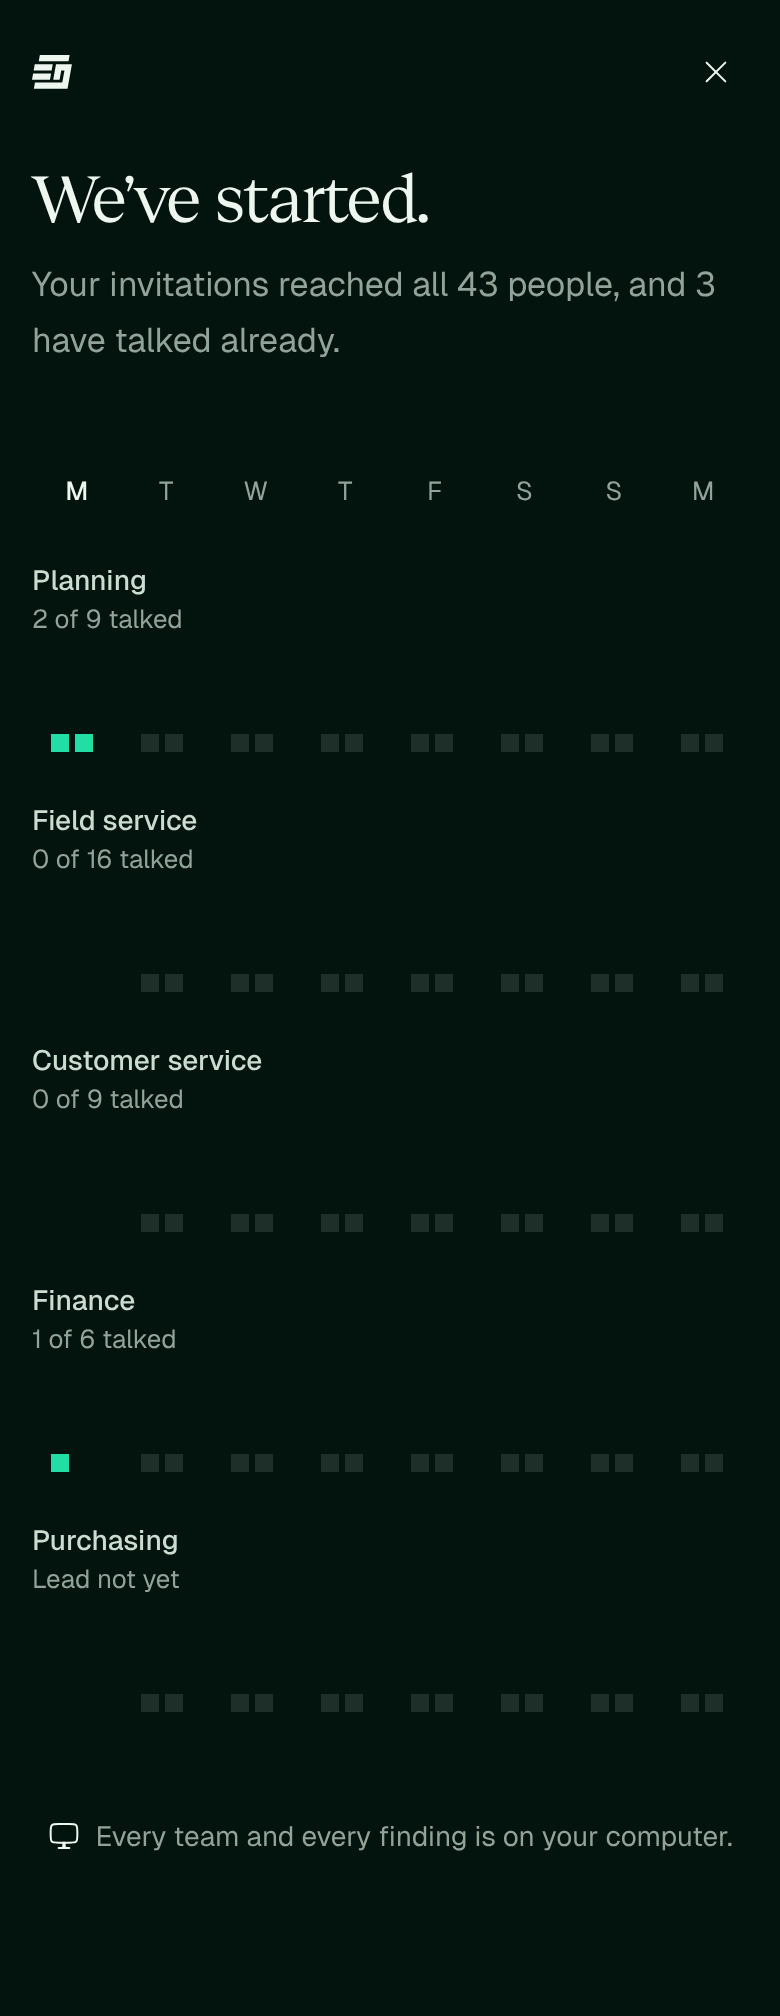 We’ve started.
Your invitations reached all 43 people, and 3
have talked already.
M T W T F S S M
Planning
2 of 9 talked
Field service
0 of 16 talked
Customer service
0 of 9 talked
Finance
1 of 6 talked
Purchasing
Lead not yet
Every team and every finding is on your computer.